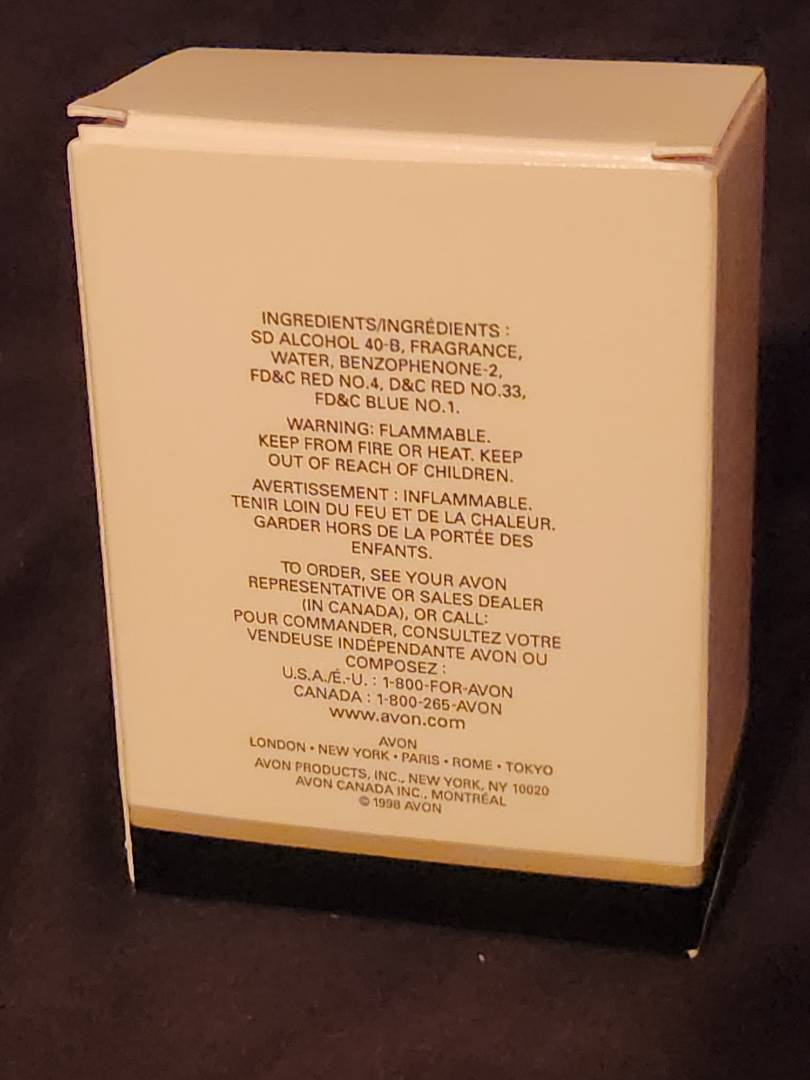 INGREDIENTS/INGRÉDIENTS :
SD ALCOHOL 40-B, FRAGRANCE,
WATER, BENZOPHENONE-2,
FD&C RED NO.4, D&C RED NO.33,
FD&C BLUE NO.1.
WARNING: FLAMMABLE.
KEEP FROM FIRE OR HEAT. KEEP
OUT OF REACH OF CHILDREN.
AVERTISSEMENT : INFLAMMABLE.
TENIR LOIN DU FEU ET DE LA CHALEUR.
GARDER HORS DE LA PORTÉE DES
ENFANTS.
TO ORDER, SEE YOUR AVON
REPRESENTATIVE OR SALES DEALER
(IN CANADA), OR CALL:
POUR COMMANDER, CONSULTEZ VOTRE
VENDEUSE INDÉPENDANTE AVON OU
COMPOSEZ :
U.S.A./É.-U. : 1-800-FOR-AVON
CANADA : 1-800-265-AVON
www.avon.com
AVON
LONDON • NEW YORK • PARIS • ROME • TOKYO
AVON PRODUCTS, INC., NEW YORK, NY 10020
AVON CANADA INC., MONTRÉAL
© 1998 AVON